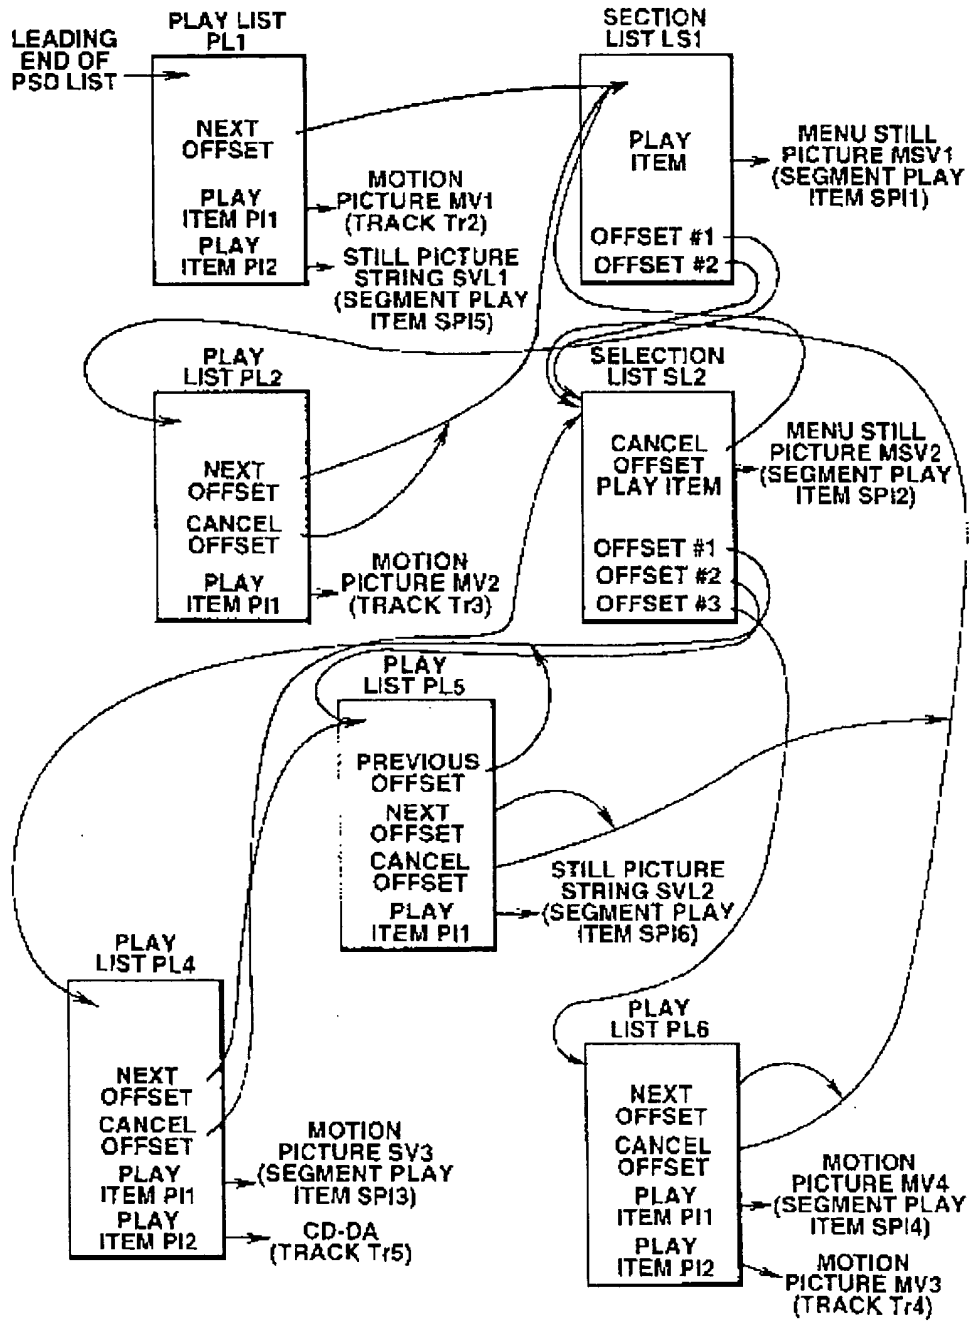 LEADING
END OF
PSD LIST
PLAY LIST
PL1
NEXT
OFFSET
PLAY
ITEM PI1
PLAY
ITEM PI2
MOTION
PICTURE MV1
(TRACK Tr2)
STILL PICTURE
STRING SVL1
(SEGMENT PLAY
ITEM SPI5)
SECTION
LIST LS1
PLAY
ITEM
OFFSET #1
OFFSET #2
MENU STILL
PICTURE MSV1
(SEGMENT PLAY
ITEM SPI1)
PLAY
LIST PL2
NEXT
OFFSET
CANCEL
OFFSET
PLAY
ITEM PI1
MOTION
PICTURE MV2
(TRACK Tr3)
SELECTION
LIST SL2
CANCEL
OFFSET
PLAY ITEM
OFFSET #1
OFFSET #2
OFFSET #3
MENU STILL
PICTURE MSV2
(SEGMENT PLAY
ITEM SPI2)
PLAY
LIST PL5
PREVIOUS
OFFSET
NEXT
OFFSET
CANCEL
OFFSET
PLAY
ITEM PI1
STILL PICTURE
STRING SVL2
(SEGMENT PLAY
ITEM SPI6)
PLAY
LIST PL4
NEXT
OFFSET
CANCEL
OFFSET
PLAY
ITEM PI1
PLAY
ITEM PI2
MOTION
PICTURE SV3
(SEGMENT PLAY
ITEM SPI3)
CD-DA
(TRACK Tr5)
PLAY
LIST PL6
NEXT
OFFSET
CANCEL
OFFSET
PLAY
ITEM PI1
PLAY
ITEM PI2
MOTION
PICTURE MV4
(SEGMENT PLAY
ITEM SPI4)
MOTION
PICTURE MV3
(TRACK Tr4)